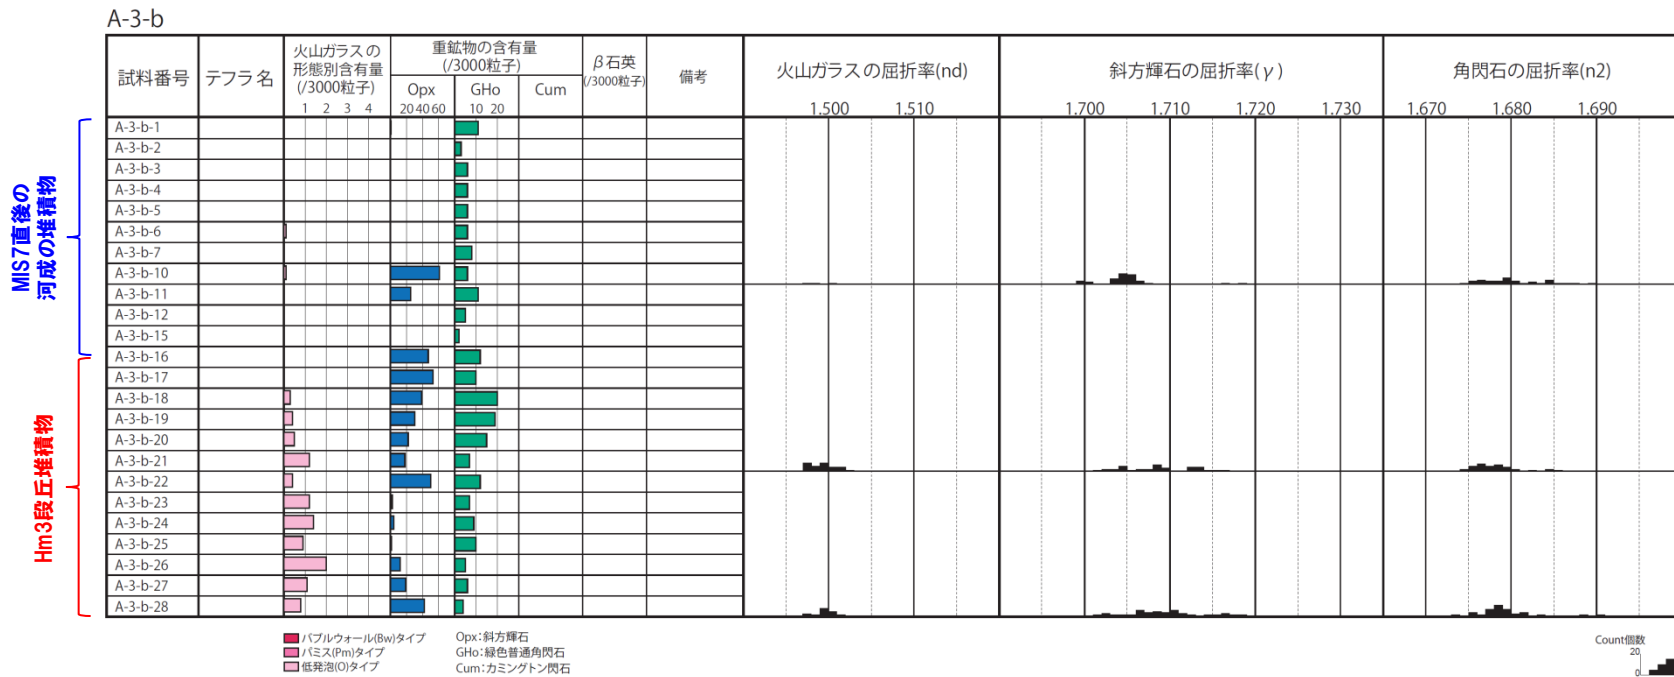 A-3-b
試料番号
テフラ名
火山ガラスの
形態別含有量
(/3000粒子)
1 2 3 4
重鉱物の含有量
(/3000粒子)
Opx
20 40 60
GHo
10 20
Cum
β石英
(/3000粒子)
備考
火山ガラスの屈折率(nd)
1.500 1.510
斜方輝石の屈折率(γ)
1.700 1.710 1.720 1.730
角閃石の屈折率(n2)
1.670 1.680 1.690
MIS7直後の
河成の堆積物
Hm3段丘堆積物
A-3-b-1
A-3-b-2
A-3-b-3
A-3-b-4
A-3-b-5
A-3-b-6
A-3-b-7
A-3-b-10
A-3-b-11
A-3-b-12
A-3-b-15
A-3-b-16
A-3-b-17
A-3-b-18
A-3-b-19
A-3-b-20
A-3-b-21
A-3-b-22
A-3-b-23
A-3-b-24
A-3-b-25
A-3-b-26
A-3-b-27
A-3-b-28
バブルウォール(Bw)タイプ
パミス(Pm)タイプ
低発泡(O)タイプ
Opx:斜方輝石
GHo:緑色普通角閃石
Cum:カミングトン閃石
Count個数
20
0